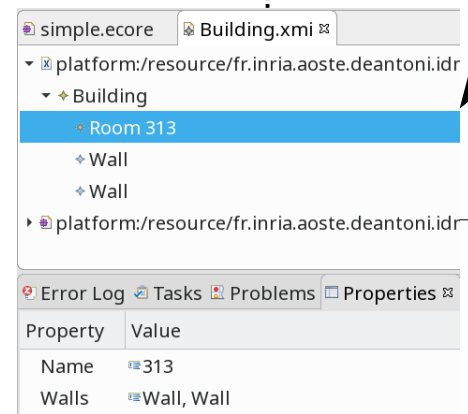 simple.ecore Building.xmi
platform:/resource/fr.inria.aoste.deantoni.idr
Building
Room 313
Wall
Wall
platform:/resource/fr.inria.aoste.deantoni.idr
Error Log Tasks Problems Properties
Property Value
Name 313
Walls Wall, Wall